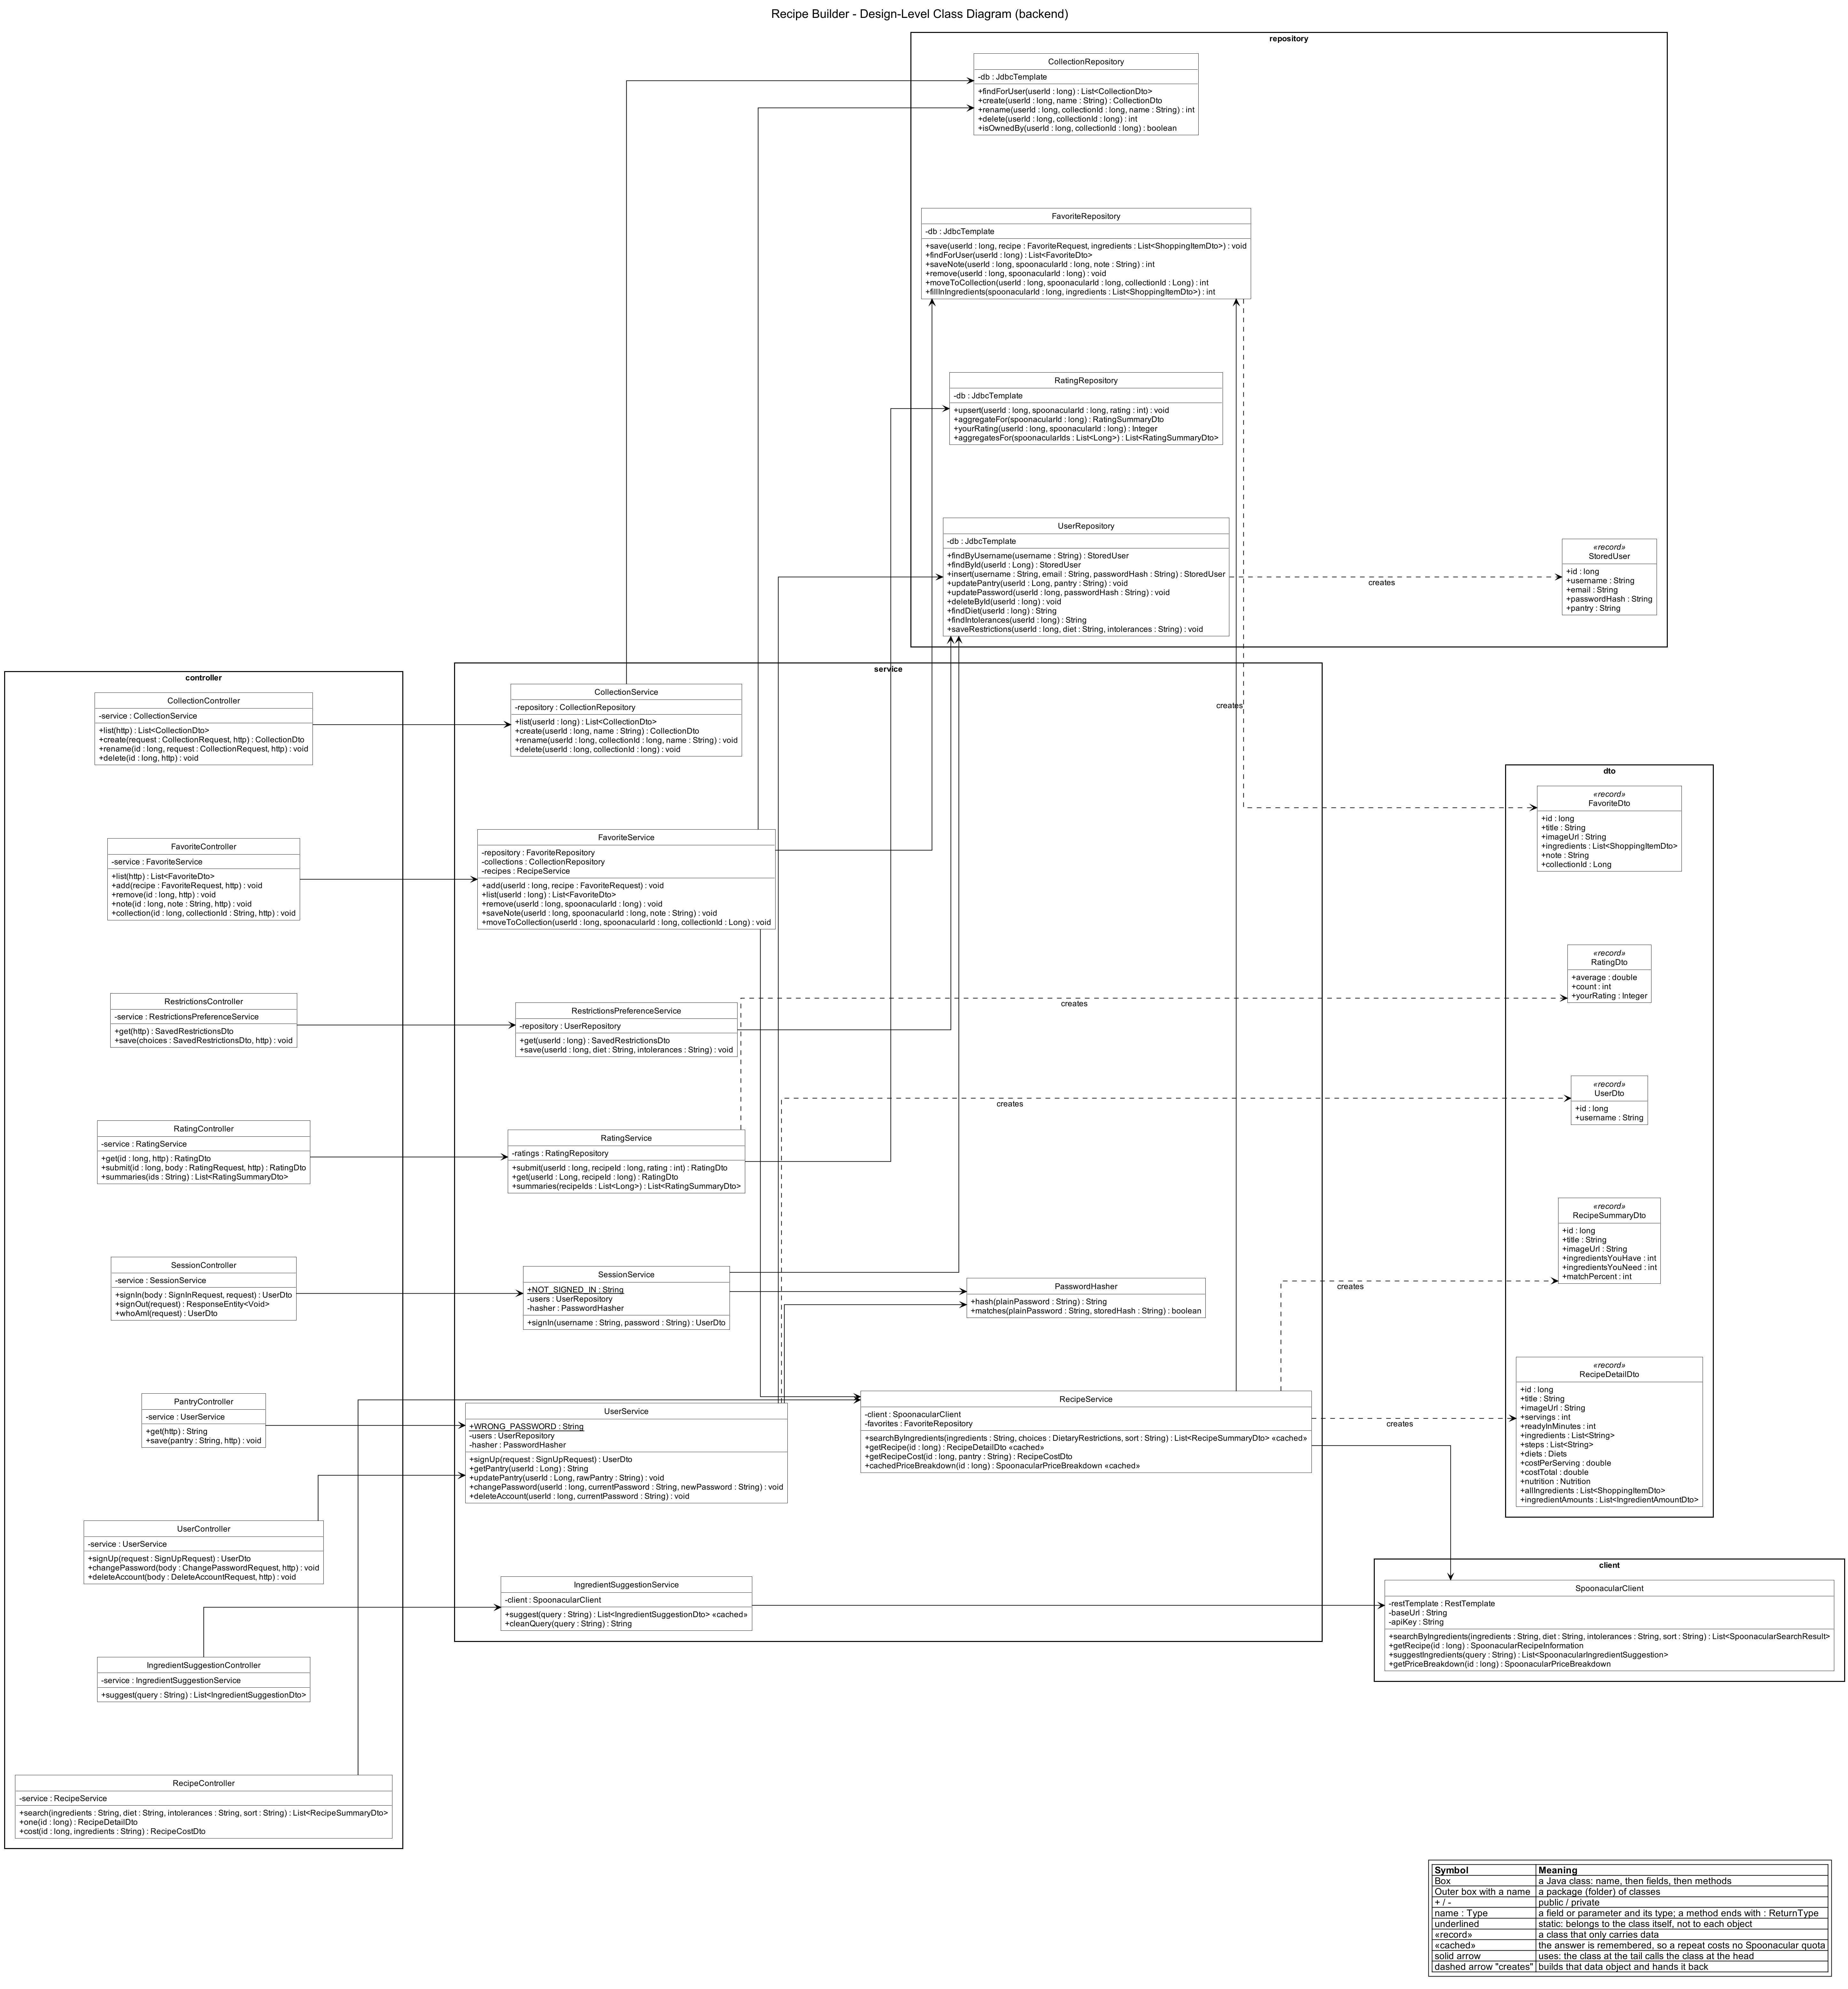 Recipe Builder - Design-Level Class Diagram (backend)
repository
CollectionRepository
-db : JdbcTemplate
+findForUser(userId : long) : List<CollectionDto>
+create(userId : long, name : String) : CollectionDto
+rename(userId : long, collectionId : long, name : String) : int
+delete(userId : long, collectionId : long) : int
+isOwnedBy(userId : long, collectionId : long) : boolean
FavoriteRepository
-db : JdbcTemplate
+save(userId : long, recipe : FavoriteRequest, ingredients : List<ShoppingItemDto>) : void
+findForUser(userId : long) : List<FavoriteDto>
+saveNote(userId : long, spoonacularId : long, note : String) : int
+remove(userId : long, spoonacularId : long) : void
+moveToCollection(userId : long, spoonacularId : long, collectionId : Long) : int
+fillInIngredients(spoonacularId : long, ingredients : List<ShoppingItemDto>) : int
RatingRepository
-db : JdbcTemplate
+upsert(userId : long, spoonacularId : long, rating : int) : void
+aggregateFor(spoonacularId : long) : RatingSummaryDto
+yourRating(userId : long, spoonacularId : long) : Integer
+aggregatesFor(spoonacularIds : List<Long>) : List<RatingSummaryDto>
UserRepository
-db : JdbcTemplate
+findByUsername(username : String) : StoredUser
+findById(userId : Long) : StoredUser
+insert(username : String, email : String, passwordHash : String) : StoredUser
+updatePantry(userId : Long, pantry : String) : void
+updatePassword(userId : long, passwordHash : String) : void
+deleteById(userId : long) : void
+findDiet(userId : long) : String
+findIntolerances(userId : long) : String
+saveRestrictions(userId : long, diet : String, intolerances : String) : void
creates
«record»
StoredUser
+id : long
+username : String
+email : String
+passwordHash : String
+pantry : String
controller
CollectionController
-service : CollectionService
+list(http) : List<CollectionDto>
+create(request : CollectionRequest, http) : CollectionDto
+rename(id : long, request : CollectionRequest, http) : void
+delete(id : long, http) : void
FavoriteController
-service : FavoriteService
+list(http) : List<FavoriteDto>
+add(recipe : FavoriteRequest, http) : void
+remove(id : long, http) : void
+note(id : long, note : String, http) : void
+collection(id : long, collectionId : String, http) : void
RestrictionsController
-service : RestrictionsPreferenceService
+get(http) : SavedRestrictionsDto
+save(choices : SavedRestrictionsDto, http) : void
RatingController
-service : RatingService
+get(id : long, http) : RatingDto
+submit(id : long, body : RatingRequest, http) : RatingDto
+summaries(ids : String) : List<RatingSummaryDto>
SessionController
-service : SessionService
+signIn(body : SignInRequest, request) : UserDto
+signOut(request) : ResponseEntity<Void>
+whoAmI(request) : UserDto
PantryController
-service : UserService
+get(http) : String
+save(pantry : String, http) : void
UserController
-service : UserService
+signUp(request : SignUpRequest) : UserDto
+changePassword(body : ChangePasswordRequest, http) : void
+deleteAccount(body : DeleteAccountRequest, http) : void
IngredientSuggestionController
-service : IngredientSuggestionService
+suggest(query : String) : List<IngredientSuggestionDto>
RecipeController
-service : RecipeService
+search(ingredients : String, diet : String, intolerances : String, sort : String) : List<RecipeSummaryDto>
+one(id : long) : RecipeDetailDto
+cost(id : long, ingredients : String) : RecipeCostDto
service
CollectionService
-repository : CollectionRepository
+list(userId : long) : List<CollectionDto>
+create(userId : long, name : String) : CollectionDto
+rename(userId : long, collectionId : long, name : String) : void
+delete(userId : long, collectionId : long) : void
creates
FavoriteService
-repository : FavoriteRepository
-collections : CollectionRepository
-recipes : RecipeService
+add(userId : long, recipe : FavoriteRequest) : void
+list(userId : long) : List<FavoriteDto>
+remove(userId : long, spoonacularId : long) : void
+saveNote(userId : long, spoonacularId : long, note : String) : void
+moveToCollection(userId : long, spoonacularId : long, collectionId : Long) : void
RestrictionsPreferenceService
-repository : UserRepository
+get(userId : long) : SavedRestrictionsDto
+save(userId : long, diet : String, intolerances : String) : void
creates
creates
RatingService
-ratings : RatingRepository
+submit(userId : long, recipeId : long, rating : int) : RatingDto
+get(userId : Long, recipeId : long) : RatingDto
+summaries(recipeIds : List<Long>) : List<RatingSummaryDto>
SessionService
+NOT_SIGNED_IN : String
-users : UserRepository
-hasher : PasswordHasher
+signIn(username : String, password : String) : UserDto
PasswordHasher
+hash(plainPassword : String) : String
+matches(plainPassword : String, storedHash : String) : boolean
creates
UserService
+WRONG_PASSWORD : String
-users : UserRepository
-hasher : PasswordHasher
+signUp(request : SignUpRequest) : UserDto
+getPantry(userId : Long) : String
+updatePantry(userId : Long, rawPantry : String) : void
+changePassword(userId : long, currentPassword : String, newPassword : String) : void
+deleteAccount(userId : long, currentPassword : String) : void
RecipeService
-client : SpoonacularClient
-favorites : FavoriteRepository
+searchByIngredients(ingredients : String, choices : DietaryRestrictions, sort : String) : List<RecipeSummaryDto> «cached»
+getRecipe(id : long) : RecipeDetailDto «cached»
+getRecipeCost(id : long, pantry : String) : RecipeCostDto
+cachedPriceBreakdown(id : long) : SpoonacularPriceBreakdown «cached»
creates
IngredientSuggestionService
-client : SpoonacularClient
+suggest(query : String) : List<IngredientSuggestionDto> «cached»
+cleanQuery(query : String) : String
dto
«record»
FavoriteDto
+id : long
+title : String
+imageUrl : String
+ingredients : List<ShoppingItemDto>
+note : String
+collectionId : Long
«record»
RatingDto
+average : double
+count : int
+yourRating : Integer
«record»
UserDto
+id : long
+username : String
«record»
RecipeSummaryDto
+id : long
+title : String
+imageUrl : String
+ingredientsYouHave : int
+ingredientsYouNeed : int
+matchPercent : int
«record»
RecipeDetailDto
+id : long
+title : String
+imageUrl : String
+servings : int
+readyInMinutes : int
+ingredients : List<String>
+steps : List<String>
+diets : Diets
+costPerServing : double
+costTotal : double
+nutrition : Nutrition
+allIngredients : List<ShoppingItemDto>
+ingredientAmounts : List<IngredientAmountDto>
client
SpoonacularClient
-restTemplate : RestTemplate
-baseUrl : String
-apiKey : String
+searchByIngredients(ingredients : String, diet : String, intolerances : String, sort : String) : List<SpoonacularSearchResult>
+getRecipe(id : long) : SpoonacularRecipeInformation
+suggestIngredients(query : String) : List<SpoonacularIngredientSuggestion>
+getPriceBreakdown(id : long) : SpoonacularPriceBreakdown
Symbol Meaning
Box a Java class: name, then fields, then methods
Outer box with a name a package (folder) of classes
+ / - public / private
name : Type a field or parameter and its type; a method ends with : ReturnType
underlined static: belongs to the class itself, not to each object
«record» a class that only carries data
«cached» the answer is remembered, so a repeat costs no Spoonacular quota
solid arrow uses: the class at the tail calls the class at the head
dashed arrow "creates" builds that data object and hands it back